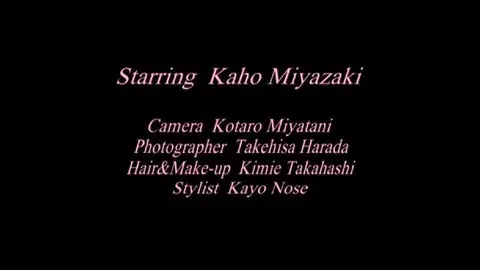 Starring Kaho Miyazaki
Camera Kotaro Miyatani
Photographer Takehisa Harada
Hair&Make-up Kimie Takahashi
Stylist Kayo Nose